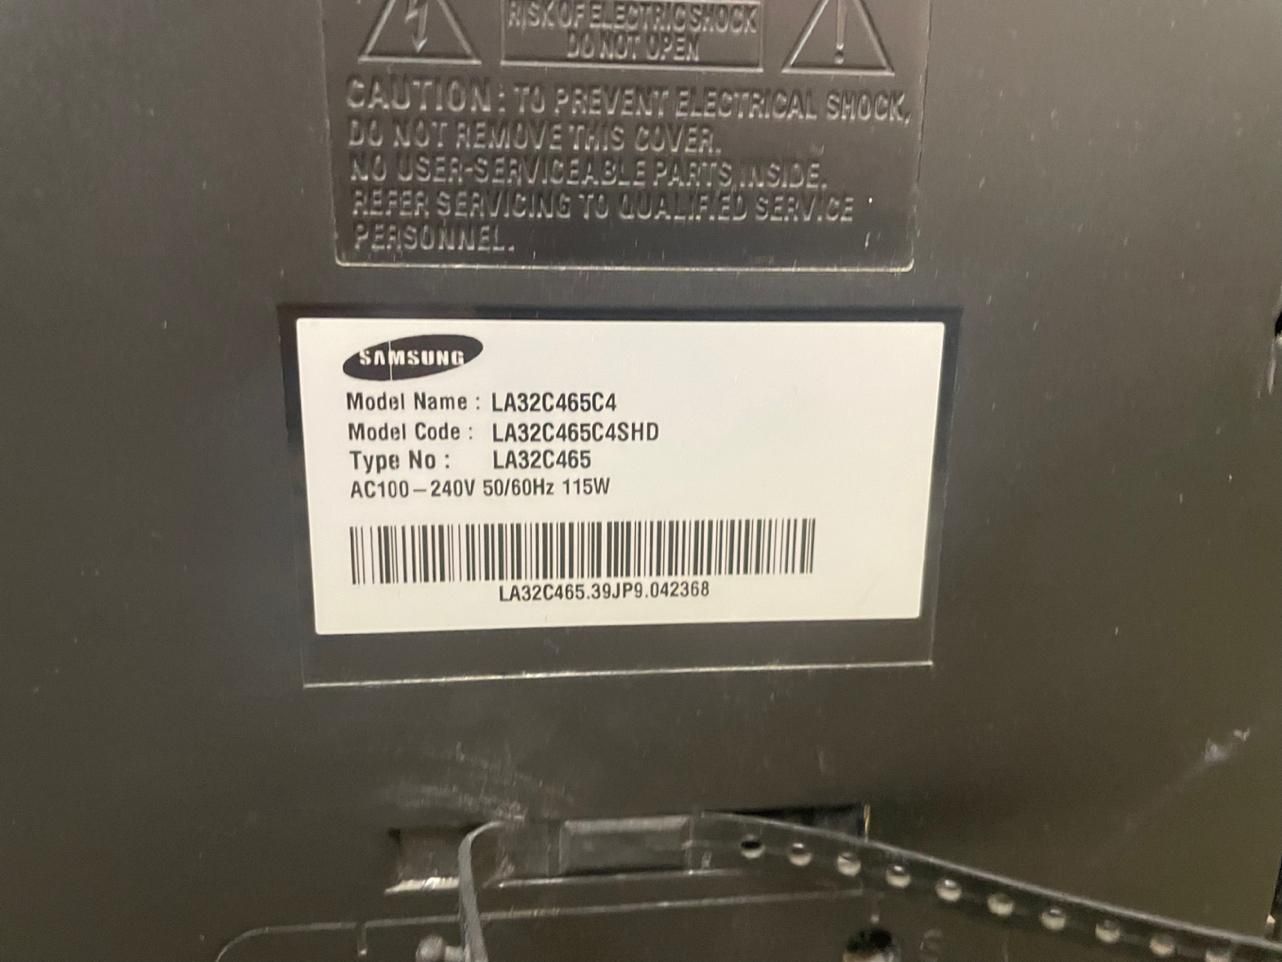 RISK OF ELECTRIC SHOCK
DO NOT OPEN
CAUTION : TO PREVENT ELECTRICAL SHOCK,
DO NOT REMOVE THIS COVER.
NO USER-SERVICEABLE PARTS INSIDE.
REFER SERVICING TO QUALIFIED SERVICE
PERSONNEL.
SAMSUNG
Model Name : LA32C465C4
Model Code : LA32C465C4SHD
Type No : LA32C465
AC100-240V 50/60Hz 115W
LA32C465.39JP9.042368